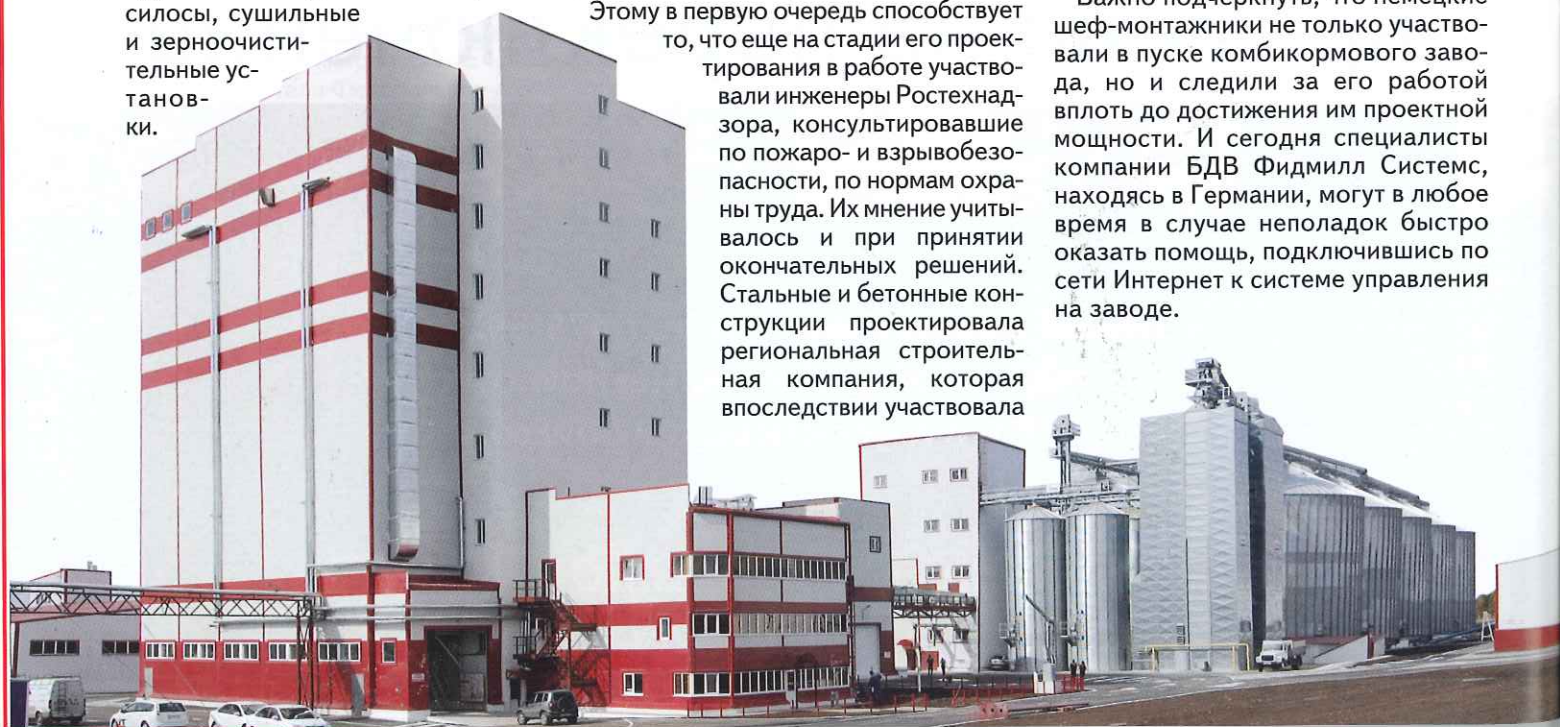 силосы, сушильные
и зерноочисти-
тельные ус-
танов-
ки.
Этому в первую очередь способствует
то, что еще на стадии его проек-
тирования в работе участво-
вали инженеры Ростехнад-
зора, консультировавшие
по пожаро- и взрывобезо-
пасности, по нормам охра-
ны труда. Их мнение учиты-
валось и при принятии
окончательных решений.
Стальные и бетонные кон-
струкции проектировала
региональная строитель-
ная компания, которая
впоследствии участвовала
Важно подчеркнуть, что немецкие
шеф-монтажники не только участво-
вали в пуске комбикормового заво-
да, но и следили за его работой
вплоть до достижения им проектной
мощности. И сегодня специалисты
компании БДВ Фидмилл Системс,
находясь в Германии, могут в любое
время в случае неполадок быстро
оказать помощь, подключившись по
сети Интернет к системе управления
на заводе.